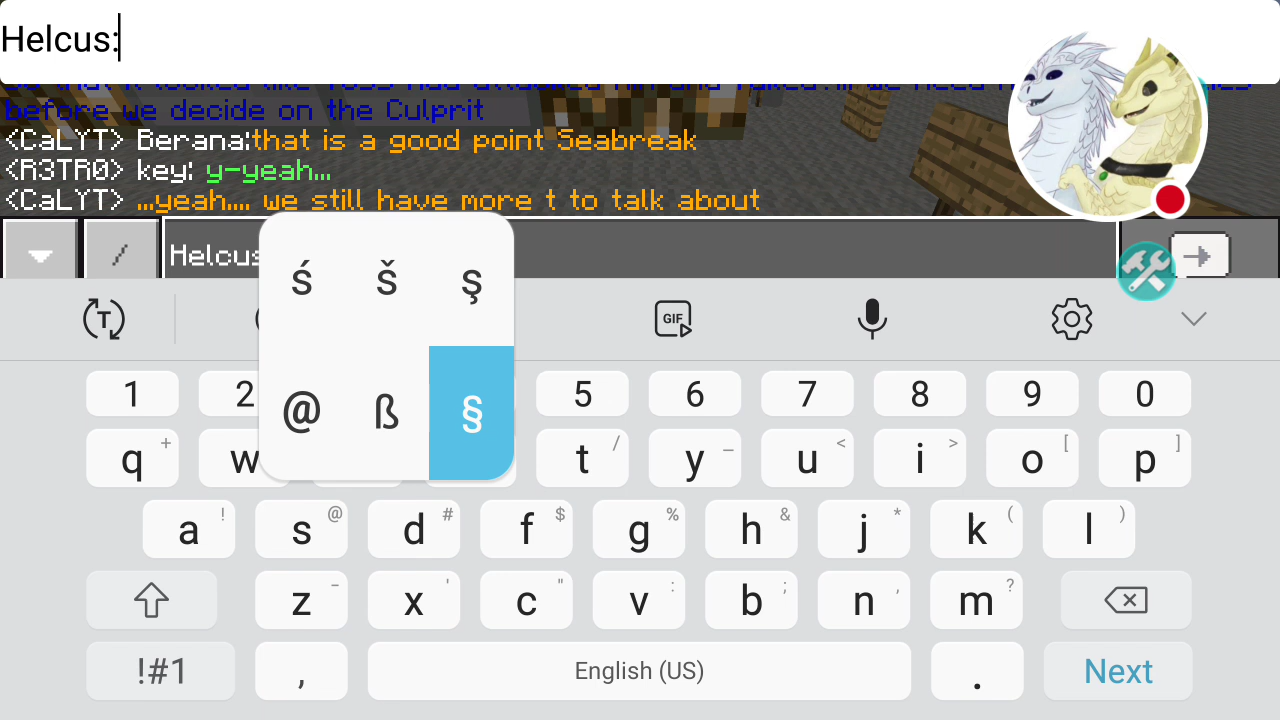 Helcus:
before we decide on the Culprit
<CaLYT> Berana:that is a good point Seabreak
<R3TR0> key: y-yeah...
<CaLYT> ...yeah.... we still have more t to talk about
/ Helcus
ś š ş
@ ß §
T GIF
1 2 5 6 7 8 9 0
q + w t / y _ u < i > o [ p ]
a ! s @ d # f $ g % h & j * k ( l )
z - x ' c " v : b ; n , m ?
!#1 , English (US) . Next